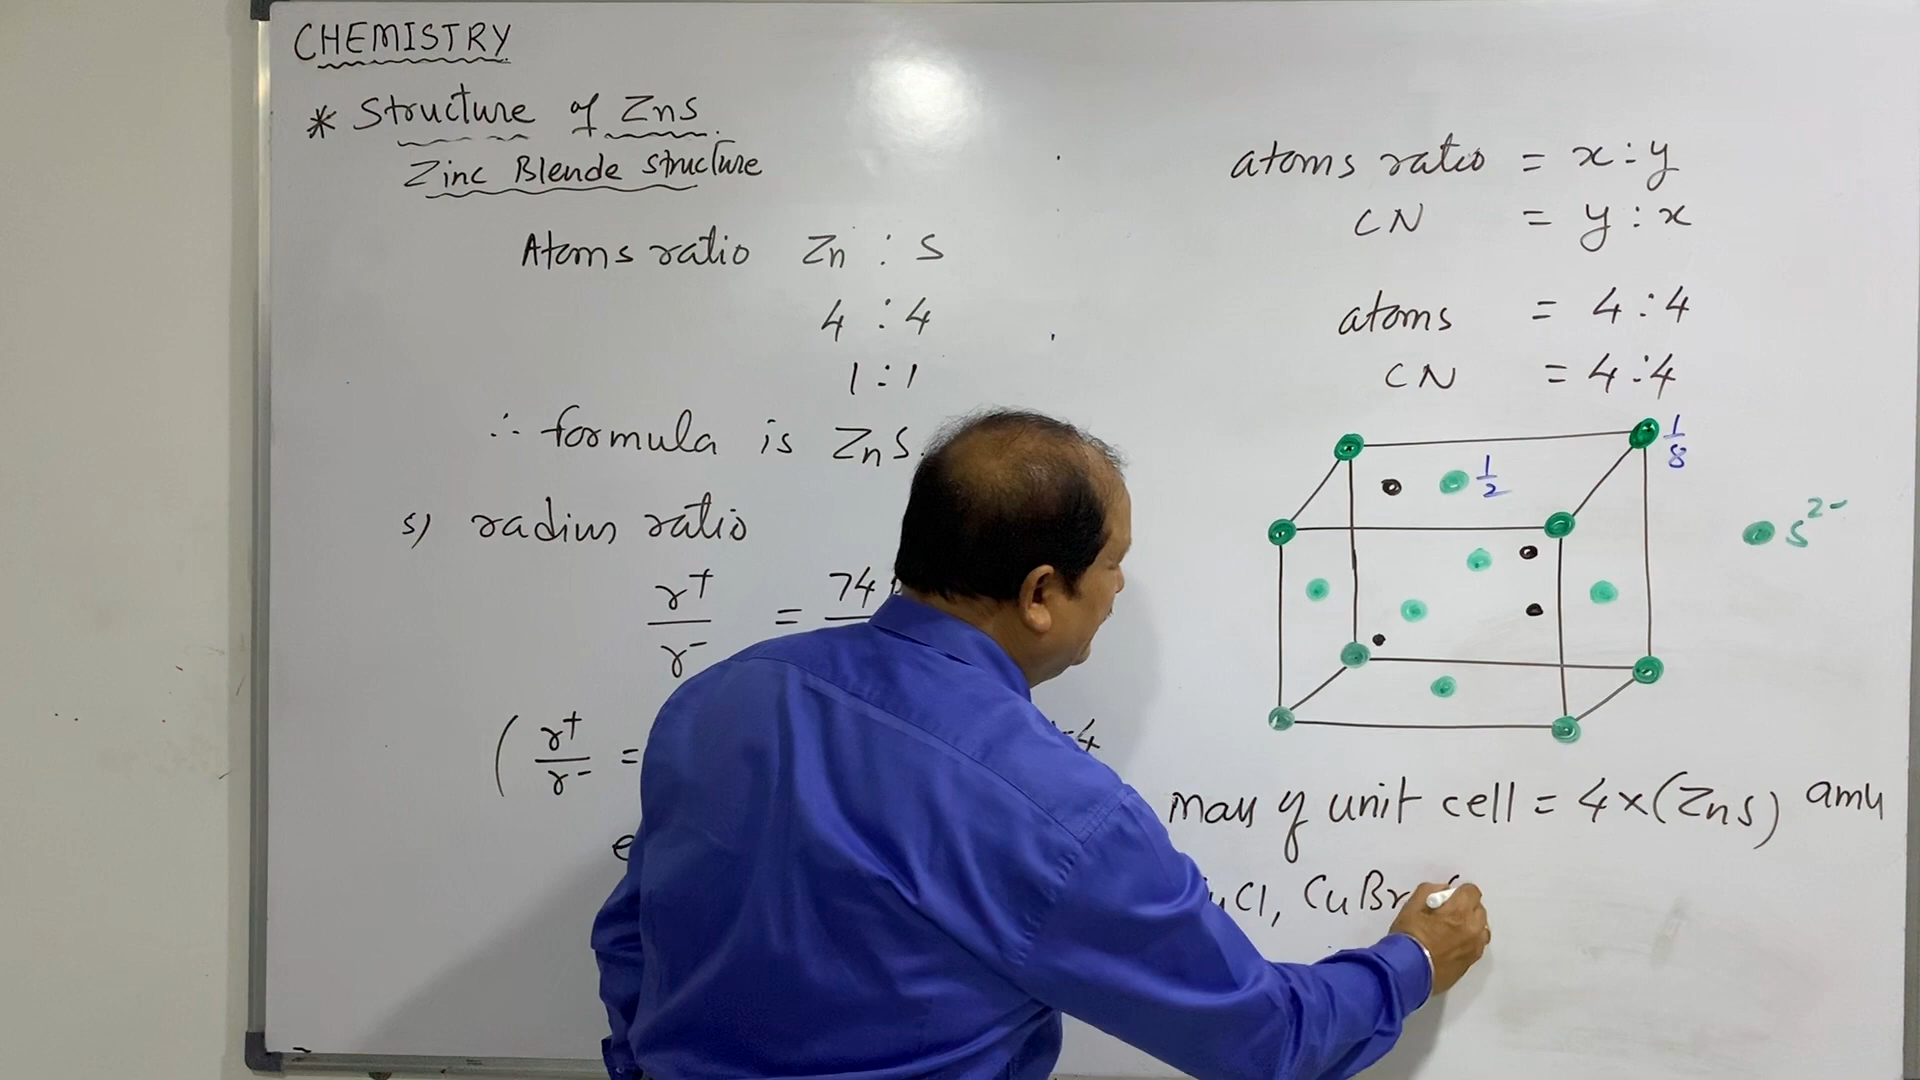 CHEMISTRY
* Structure of ZnS.
Zinc Blende structure
Atoms ratio Zn : S
4 : 4
1 : 1
∴ formula is ZnS.
5) radius ratio
r+/r- = 74
( r+/r- =
atoms ratio = x : y
CN = y : x
atoms = 4 : 4
CN = 4 : 4
1/8
1/2
S2-
mass of unit cell = 4×(ZnS) amu
CuBr